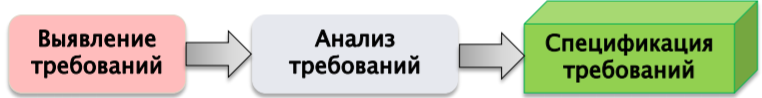 Выявление
требований
Анализ
требований
Спецификация
требований